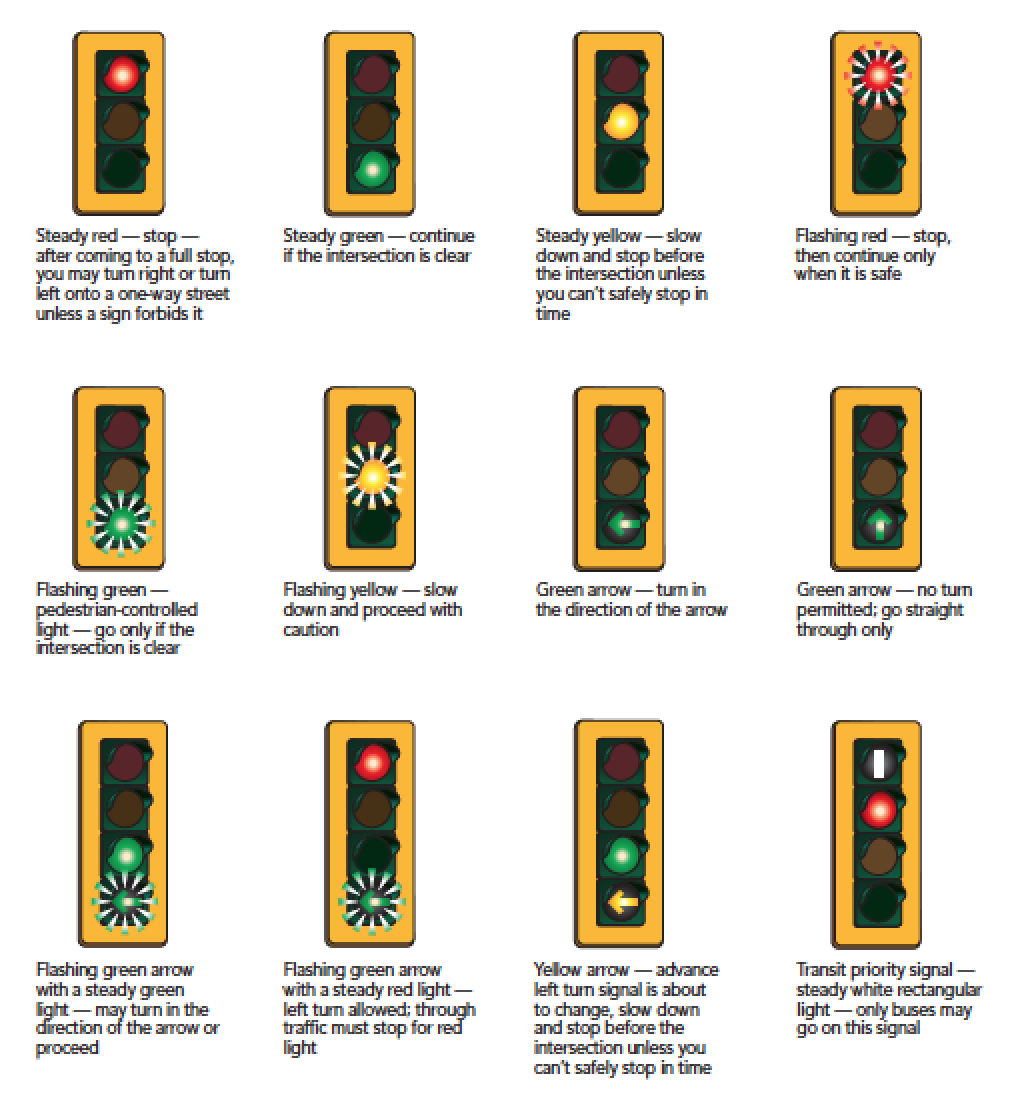 Steady red — stop —
after coming to a full stop,
you may turn right or turn
left onto a one-way street
unless a sign forbids it
Steady green — continue
if the intersection is clear
Steady yellow — slow
down and stop before
the intersection unless
you can't safely stop in
time
Flashing red — stop,
then continue only
when it is safe
Flashing green —
pedestrian-controlled
light — go only if the
intersection is clear
Flashing yellow — slow
down and proceed with
caution
Green arrow — turn in
the direction of the arrow
Green arrow — no turn
permitted; go straight
through only
Flashing green arrow
with a steady green
light — may turn in the
direction of the arrow or
proceed
Flashing green arrow
with a steady red light —
left turn allowed; through
traffic must stop for red
light
Yellow arrow — advance
left turn signal is about
to change, slow down
and stop before the
intersection unless you
can't safely stop in time
Transit priority signal —
steady white rectangular
light — only buses may
go on this signal